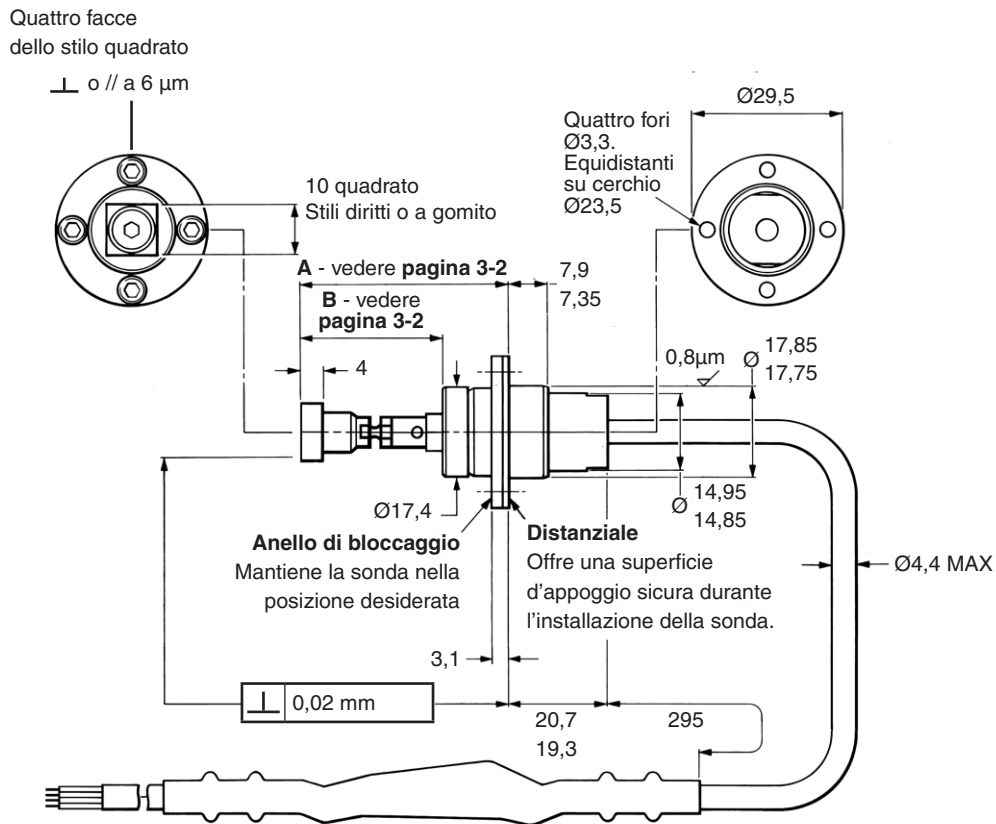 Quattro facce
dello stilo quadrato
⊥ o // a 6 µm
10 quadrato
Stili diritti o a gomito
Quattro fori
Ø3,3.
Equidistanti
su cerchio
Ø23,5
Ø29,5
A - vedere pagina 3-2
7,9
7,35
B - vedere
pagina 3-2
4
0,8µm
Ø 17,85
17,75
Ø17,4
Ø 14,95
14,85
Anello di bloccaggio
Mantiene la sonda nella
posizione desiderata
Distanziale
Offre una superficie
d'appoggio sicura durante
l'installazione della sonda.
Ø4,4 MAX
3,1
⊥ 0,02 mm
20,7
19,3
295